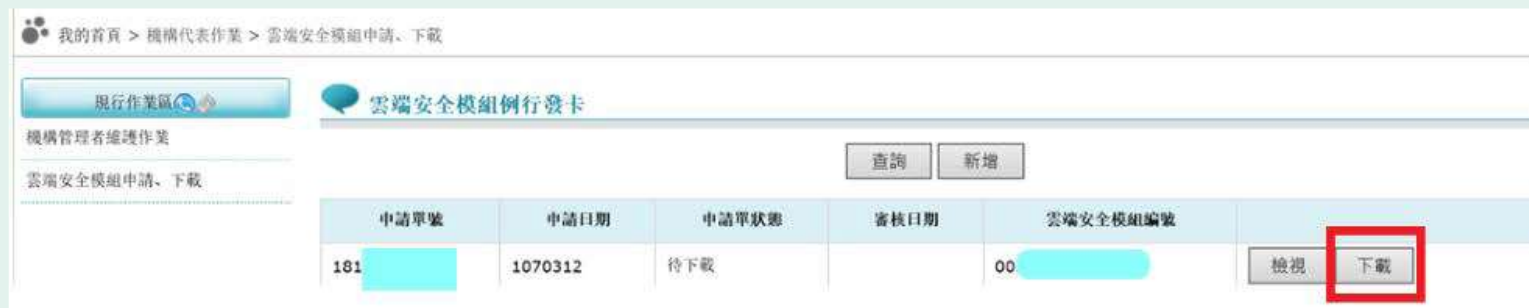 我的首頁 > 機構代表作業 > 雲端安全模組申請、下載
現行作業區
雲端安全模組例行發卡
機構管理者維護作業
查詢 新增
雲端安全模組申請、下載
申請單號 申請日期 申請單狀態 審核日期 雲端安全模組編號
181 1070312 待下載 00 檢視 下載